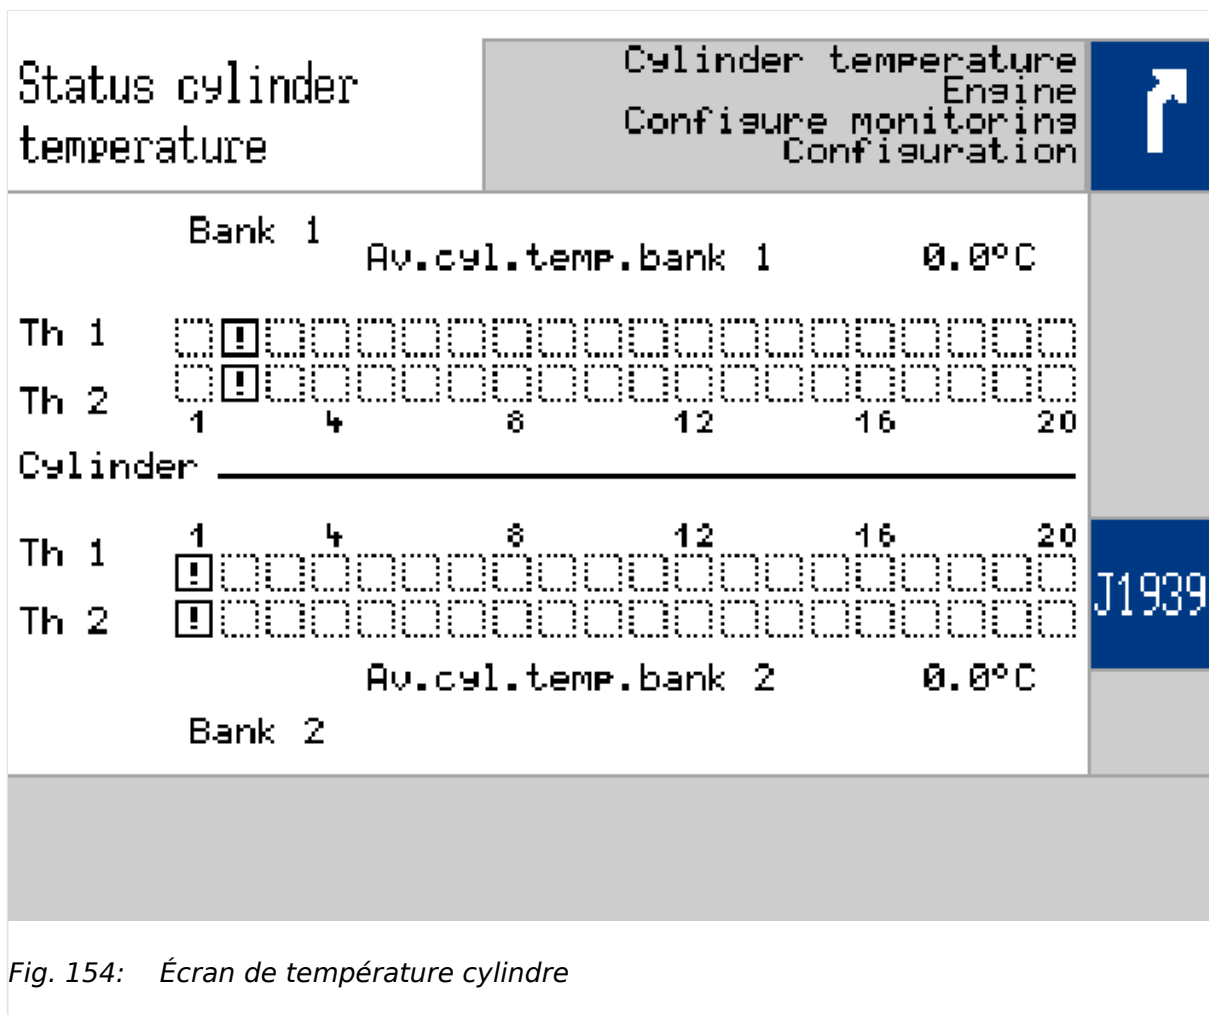 Status cylinder
temperature
Cylinder temperature
Engine
Configure monitoring
Configuration
Bank 1
Av.cyl.temp.bank 1 0.0°C
Th 1 !
Th 2 !
1 4 8 12 16 20
Cylinder
1 4 8 12 16 20
Th 1 !
Th 2 !
J1939
Av.cyl.temp.bank 2 0.0°C
Bank 2
Fig. 154: Écran de température cylindre